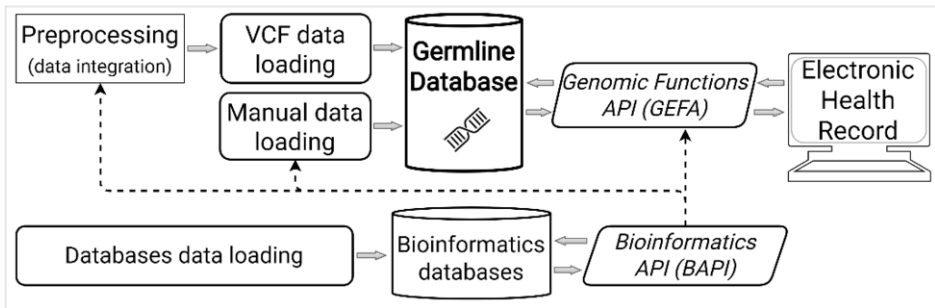 Preprocessing
(data integration)
VCF data
loading
Manual data
loading
Germline
Database
Genomic Functions
API (GEFA)
Electronic
Health
Record
Databases data loading
Bioinformatics
databases
Bioinformatics
API (BAPI)